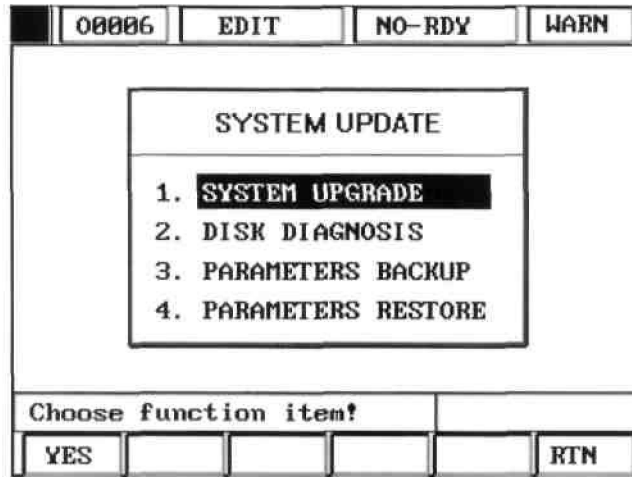 O0006 EDIT NO-RDY WARN
SYSTEM UPDATE
1. SYSTEM UPGRADE
2. DISK DIAGNOSIS
3. PARAMETERS BACKUP
4. PARAMETERS RESTORE
Choose function item!
YES RTN